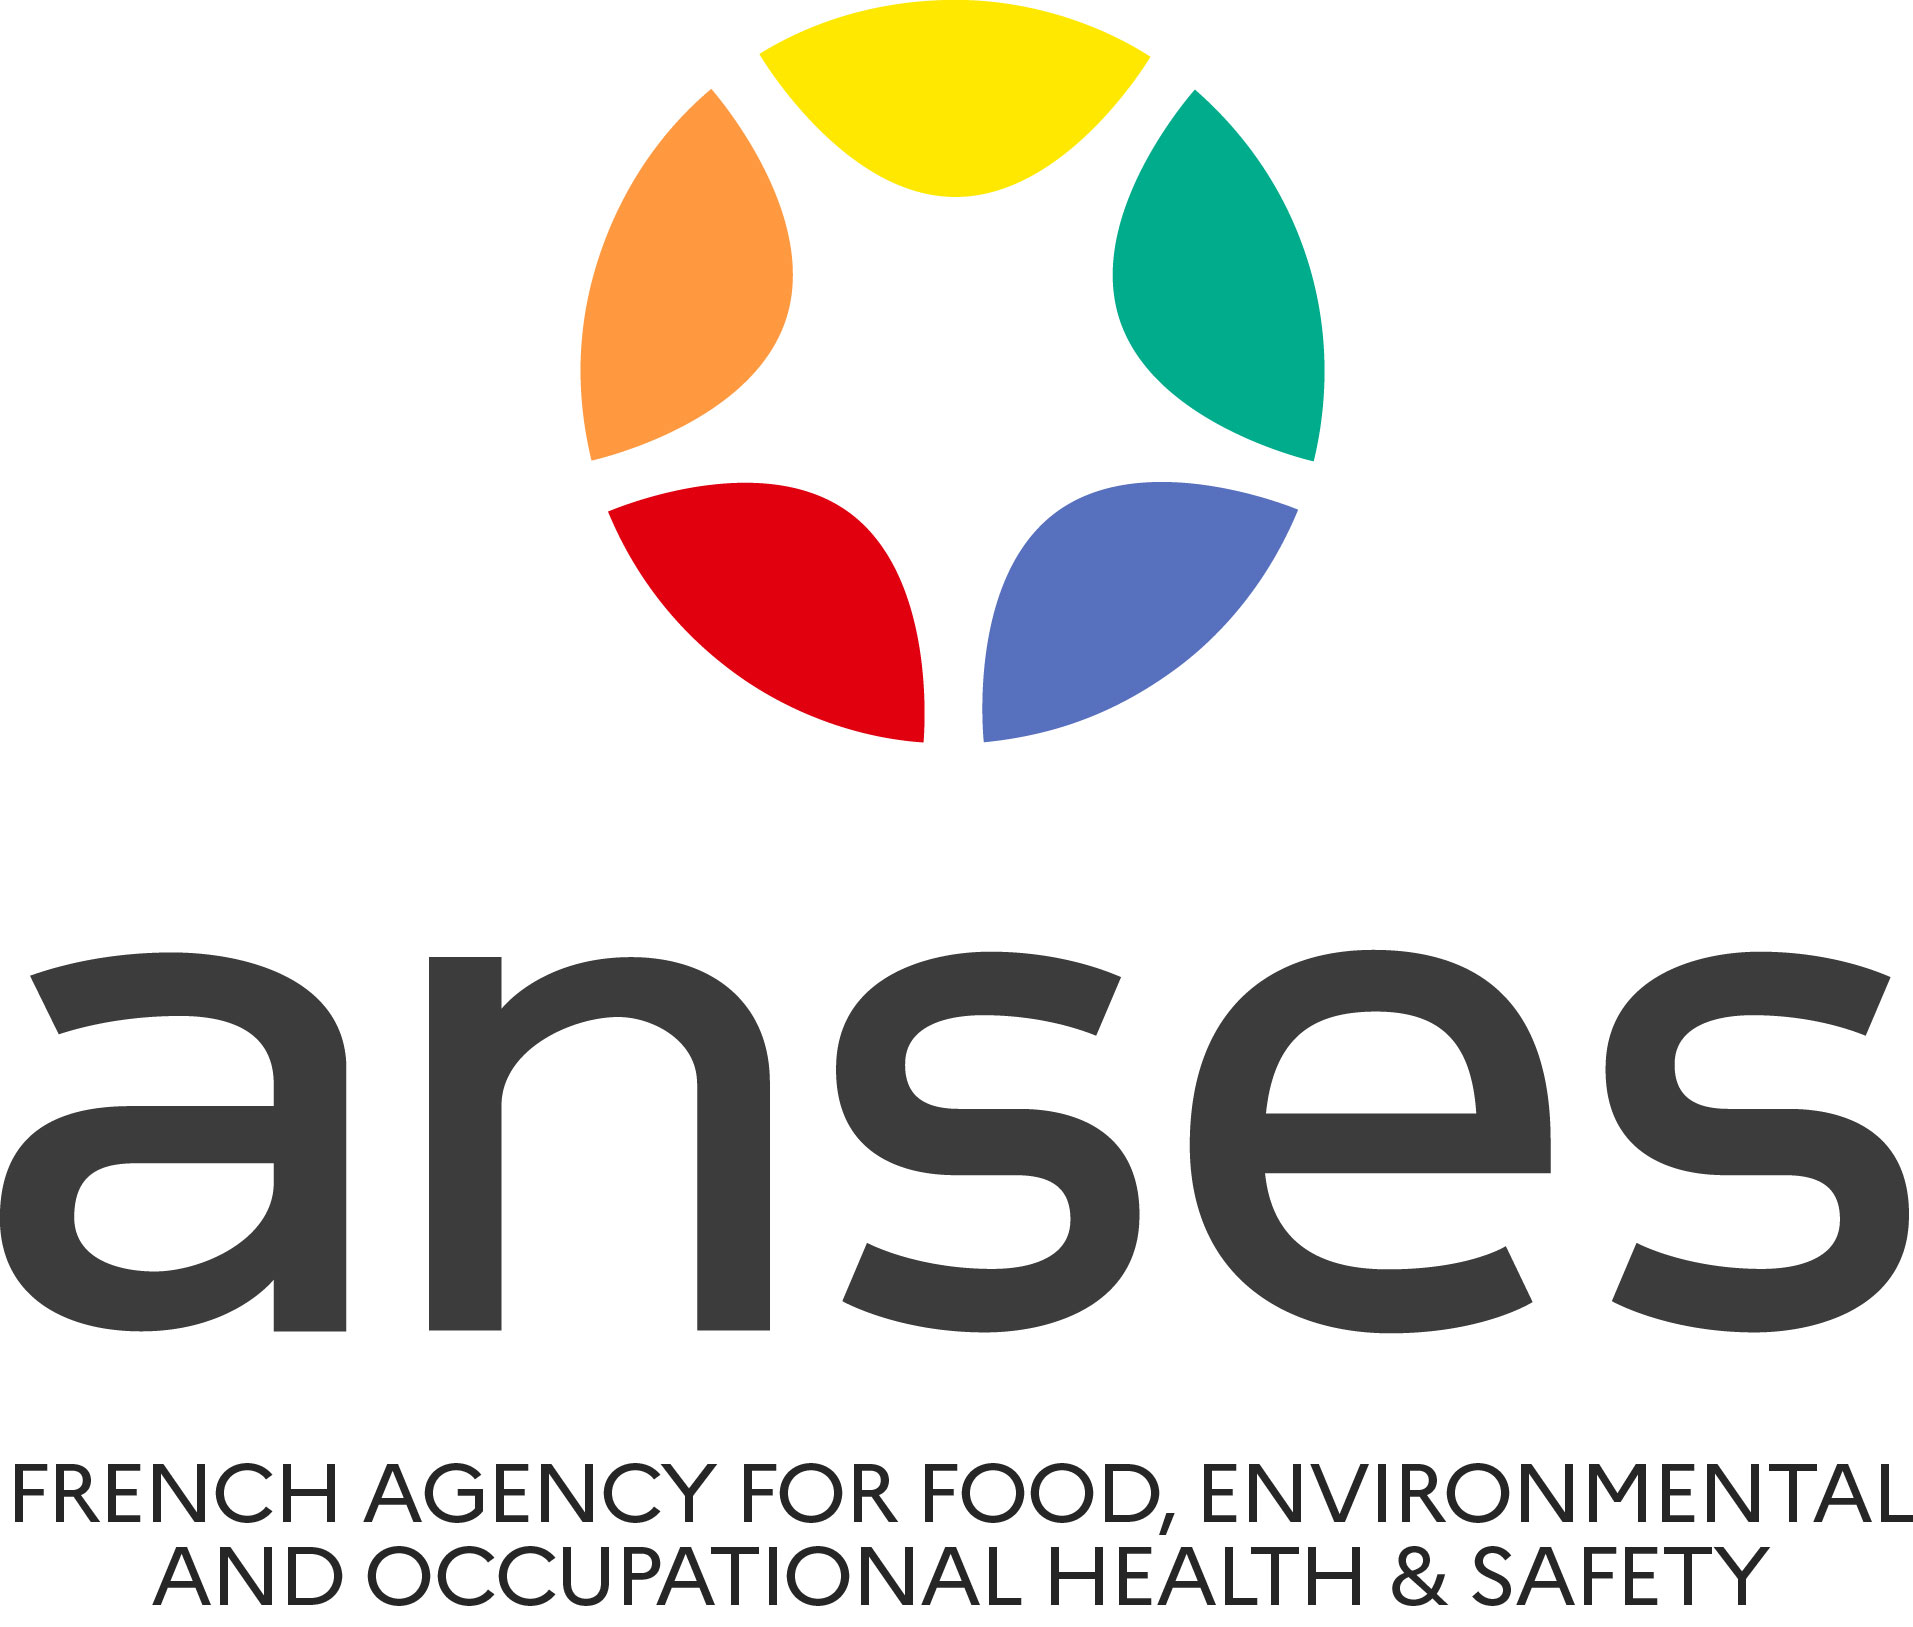 anses
FRENCH AGENCY FOR FOOD, ENVIRONMENTAL
AND OCCUPATIONAL HEALTH & SAFETY